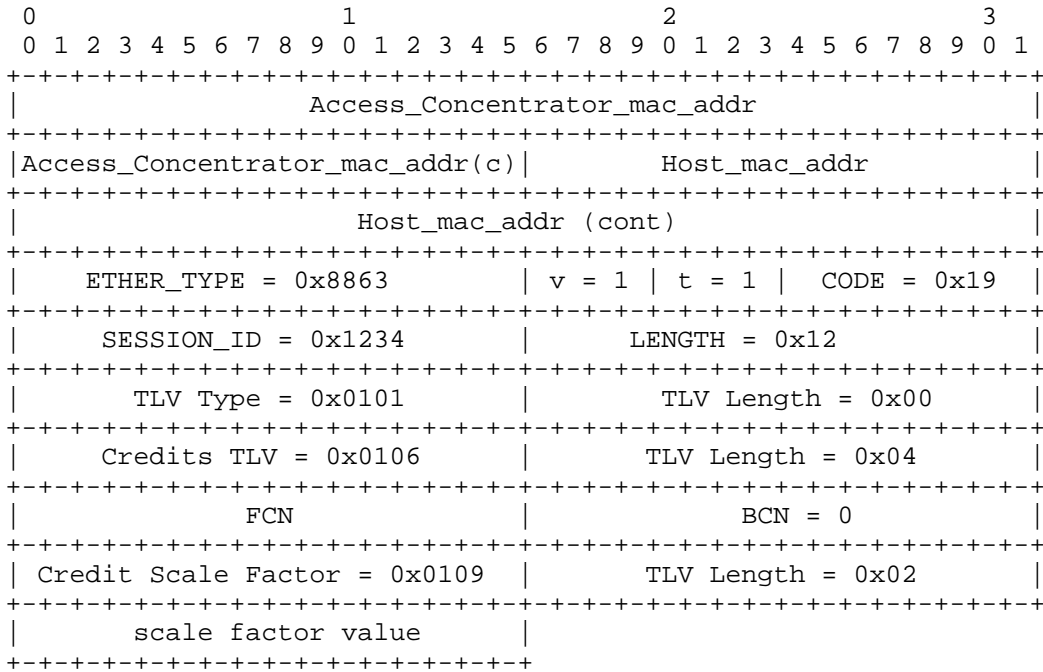 0                   1                   2                   3
 0 1 2 3 4 5 6 7 8 9 0 1 2 3 4 5 6 7 8 9 0 1 2 3 4 5 6 7 8 9 0 1
+-+-+-+-+-+-+-+-+-+-+-+-+-+-+-+-+-+-+-+-+-+-+-+-+-+-+-+-+-+-+-+-+
|                  Access_Concentrator_mac_addr                 |
+-+-+-+-+-+-+-+-+-+-+-+-+-+-+-+-+-+-+-+-+-+-+-+-+-+-+-+-+-+-+-+-+
|Access_Concentrator_mac_addr(c)|        Host_mac_addr          |
+-+-+-+-+-+-+-+-+-+-+-+-+-+-+-+-+-+-+-+-+-+-+-+-+-+-+-+-+-+-+-+-+
|                     Host_mac_addr (cont)                      |
+-+-+-+-+-+-+-+-+-+-+-+-+-+-+-+-+-+-+-+-+-+-+-+-+-+-+-+-+-+-+-+-+
|    ETHER_TYPE = 0x8863        | v = 1 | t = 1 |  CODE = 0x19  |
+-+-+-+-+-+-+-+-+-+-+-+-+-+-+-+-+-+-+-+-+-+-+-+-+-+-+-+-+-+-+-+-+
|     SESSION_ID = 0x1234       |      LENGTH = 0x12            |
+-+-+-+-+-+-+-+-+-+-+-+-+-+-+-+-+-+-+-+-+-+-+-+-+-+-+-+-+-+-+-+-+
|       TLV Type = 0x0101       |        TLV Length = 0x00      |
+-+-+-+-+-+-+-+-+-+-+-+-+-+-+-+-+-+-+-+-+-+-+-+-+-+-+-+-+-+-+-+-+
|     Credits TLV = 0x0106      |       TLV Length = 0x04       |
+-+-+-+-+-+-+-+-+-+-+-+-+-+-+-+-+-+-+-+-+-+-+-+-+-+-+-+-+-+-+-+-+
|              FCN              |             BCN = 0           |
+-+-+-+-+-+-+-+-+-+-+-+-+-+-+-+-+-+-+-+-+-+-+-+-+-+-+-+-+-+-+-+-+
| Credit Scale Factor = 0x0109  |       TLV Length = 0x02       |
+-+-+-+-+-+-+-+-+-+-+-+-+-+-+-+-+-+-+-+-+-+-+-+-+-+-+-+-+-+-+-+-+
|       scale factor value      |
+-+-+-+-+-+-+-+-+-+-+-+-+-+-+-+-+